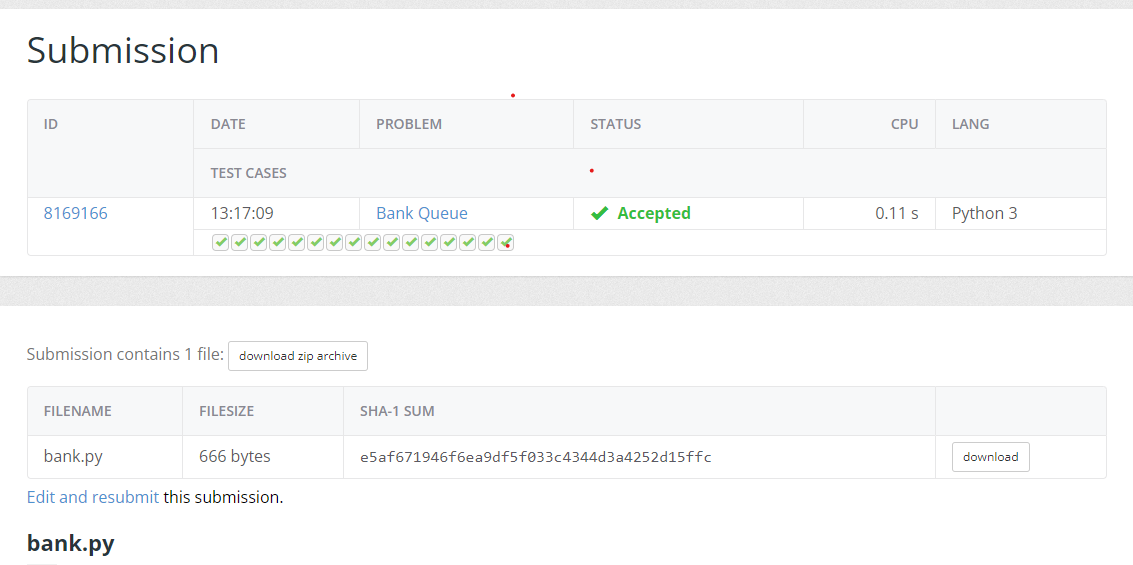 Submission
ID DATE PROBLEM STATUS CPU LANG
TEST CASES
8169166 13:17:09 Bank Queue Accepted 0.11 s Python 3
Submission contains 1 file: download zip archive
FILENAME FILESIZE SHA-1 SUM
bank.py 666 bytes e5af671946f6ea9df5f033c4344d3a4252d15ffc download
Edit and resubmit this submission.
bank.py